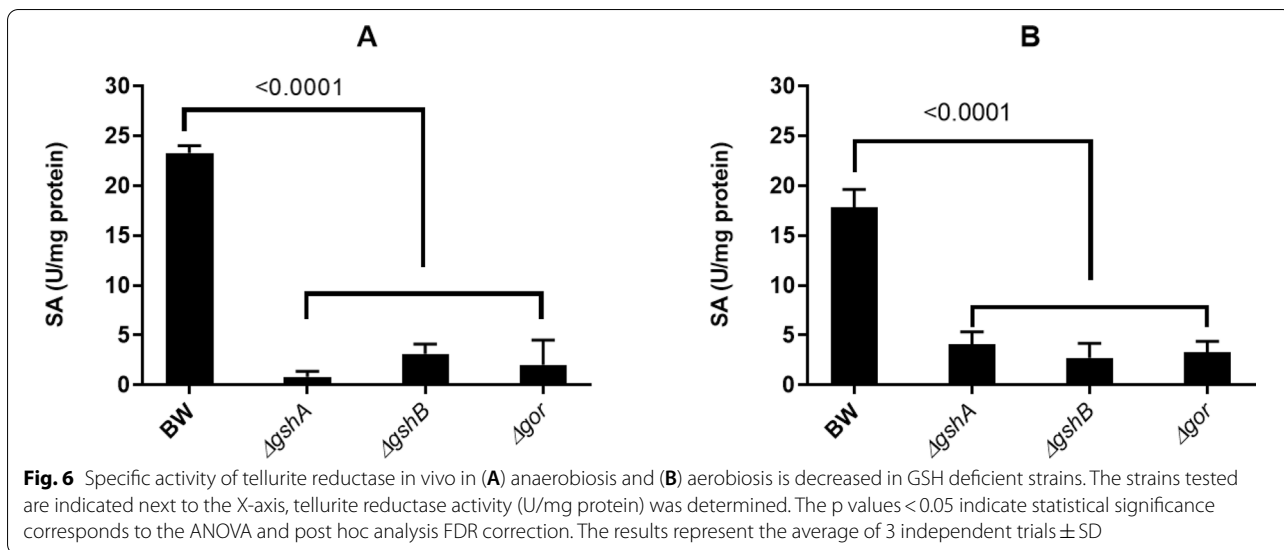 A
30
25
20
15
10
5
0
SA (U/mg protein)
<0.0001
BW
ΔgshA
ΔgshB
Δgor
B
30
25
20
15
10
5
0
SA (U/mg protein)
<0.0001
BW
ΔgshA
ΔgshB
Δgor
Fig. 6 Specific activity of tellurite reductase in vivo in (A) anaerobiosis and (B) aerobiosis is decreased in GSH deficient strains. The strains tested
are indicated next to the X-axis, tellurite reductase activity (U/mg protein) was determined. The p values < 0.05 indicate statistical significance
corresponds to the ANOVA and post hoc analysis FDR correction. The results represent the average of 3 independent trials ± SD